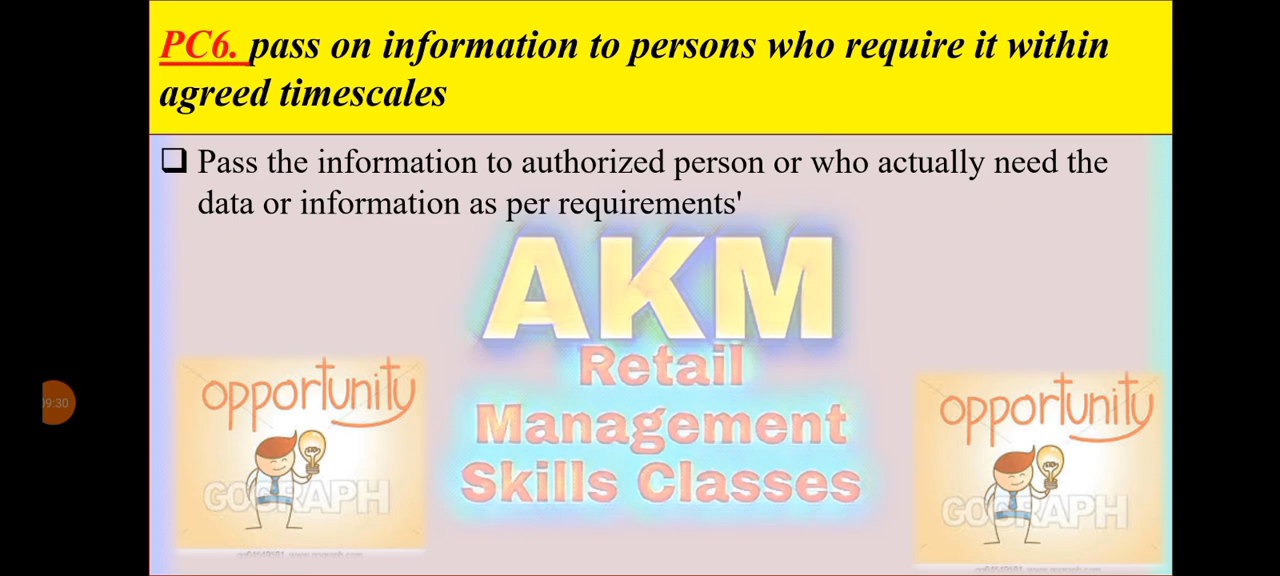 PC6. pass on information to persons who require it within
agreed timescales
Pass the information to authorized person or who actually need the
data or information as per requirements'
AKM
Retail
Management
Skills Classes
opportunity
GOGRAPH
opportunity
GOGRAPH
09:30